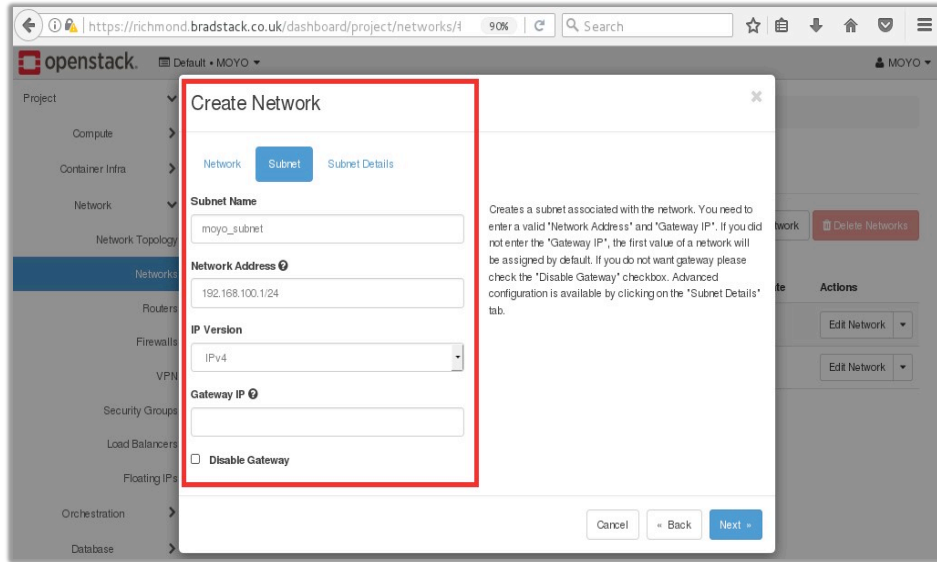 https://richmond.bradstack.co.uk/dashboard/project/networks/
90%
Search
openstack.
Default • MOYO
MOYO
Project
Compute
Container Infra
Network
Network Topology
Networks
Routers
Firewalls
VPN
Security Groups
Load Balancers
Floating IPs
Orchestration
Database
Create Network
Network
Subnet
Subnet Details
Subnet Name
moyo_subnet
Network Address
192.168.100.1/24
IP Version
IPv4
Gateway IP
Disable Gateway
Creates a subnet associated with the network. You need to
enter a valid "Network Address" and "Gateway IP". If you did
not enter the "Gateway IP", the first value of a network will
be assigned by default. If you do not want gateway please
check the "Disable Gateway" checkbox. Advanced
configuration is available by clicking on the "Subnet Details"
tab.
Cancel
« Back
Next »
Delete Networks
Actions
Edit Network
Edit Network